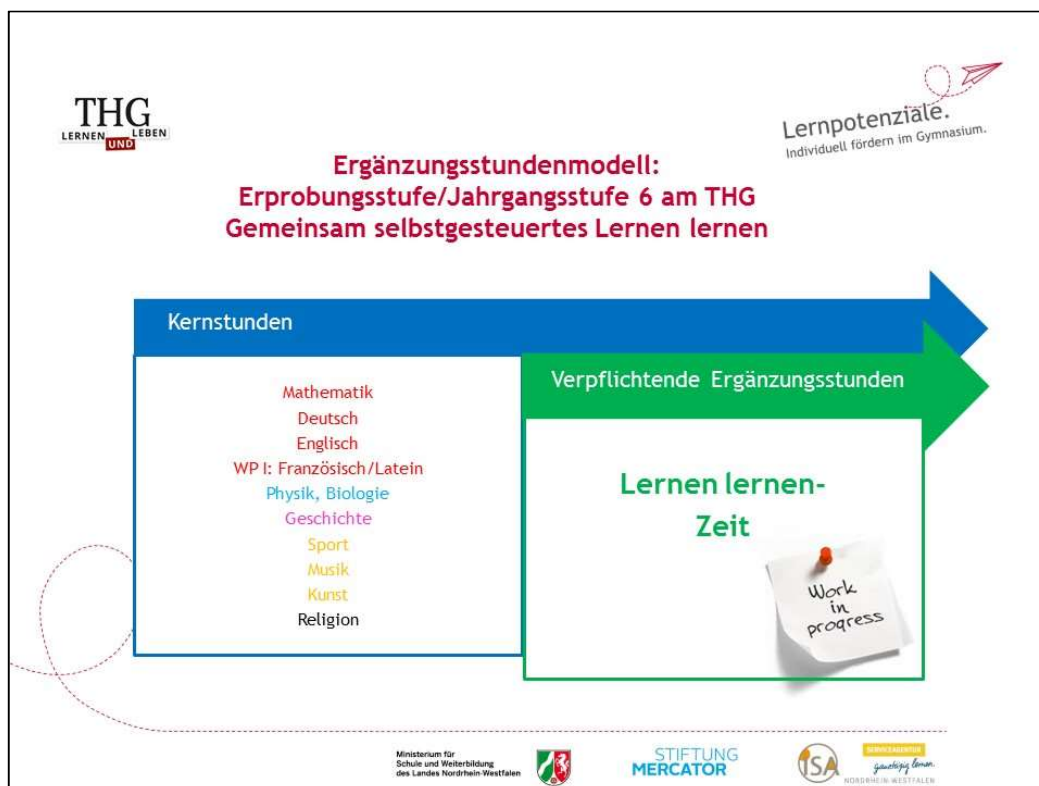 THG
LERNEN UND LEBEN
Lernpotenziale.
Individuell fördern im Gymnasium.
Ergänzungsstundenmodell:
Erprobungsstufe/Jahrgangsstufe 6 am THG
Gemeinsam selbstgesteuertes Lernen lernen
Kernstunden
Mathematik
Deutsch
Englisch
WP I: Französisch/Latein
Physik, Biologie
Geschichte
Sport
Musik
Kunst
Religion
Verpflichtende Ergänzungsstunden
Lernen lernen-
Zeit
Work
in
progress
Ministerium für
Schule und Weiterbildung
des Landes Nordrhein-Westfalen
STIFTUNG
MERCATOR
iSA
SERVICEAGENTUR
ganztägig lernen.
NORDRHEIN-WESTFALEN